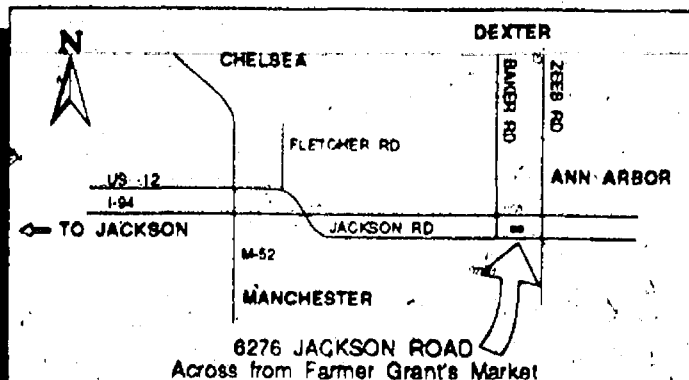 DEXTER
N
CHELSEA
BAKER RD
ZEEB RD
FLETCHER RD
ANN ARBOR
US 12
I-94
TO JACKSON
JACKSON RD
M-52
MANCHESTER
6276 JACKSON ROAD
Across from Farmer Grant's Market